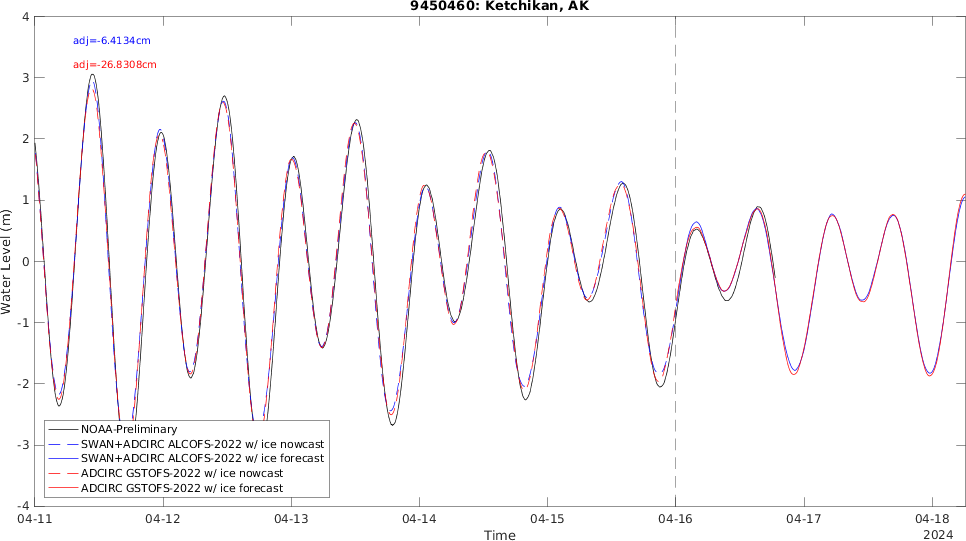 9450460: Ketchikan, AK
adj=-6.4134cm
adj=-26.8308cm
4
3
2
1
0
-1
-2
-3
-4
Water Level (m)
NOAA-Preliminary
SWAN+ADCIRC ALCOFS-2022 w/ ice nowcast
SWAN+ADCIRC ALCOFS-2022 w/ ice forecast
ADCIRC GSTOFS-2022 w/ ice nowcast
ADCIRC GSTOFS-2022 w/ ice forecast
04-11 04-12 04-13 04-14 04-15 04-16 04-17 04-18
Time
2024